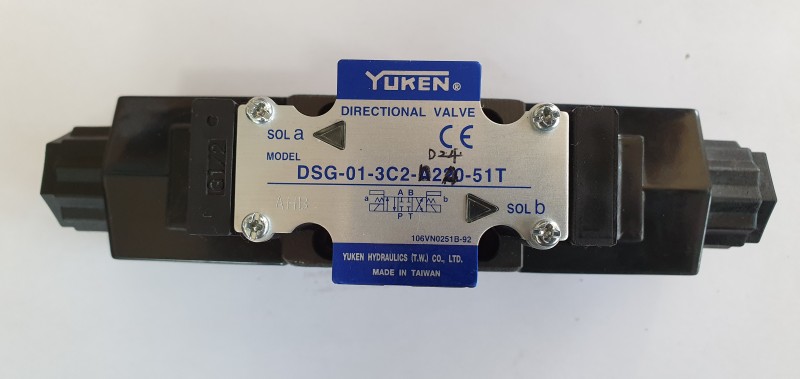 YUKEN®
DIRECTIONAL VALVE
SOL a
CE
MODEL
D24
DSG-01-3C2-A220-51T
A B
a b
P T
SOL b
106VN0251B-92
YUKEN HYDRAULICS (T.W.) CO., LTD.
MADE IN TAIWAN